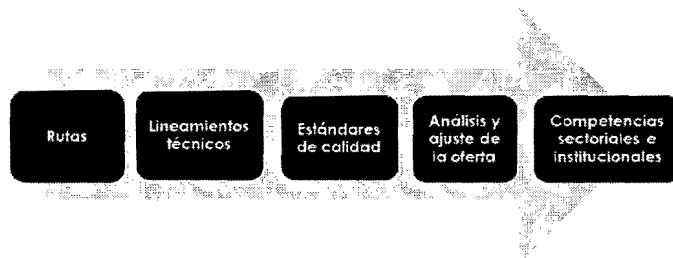 Rutas
Lineamientos
técnicos
Estándares
de calidad
Análisis y
ajuste de
la oferta
Competencias
sectoriales e
institucionales